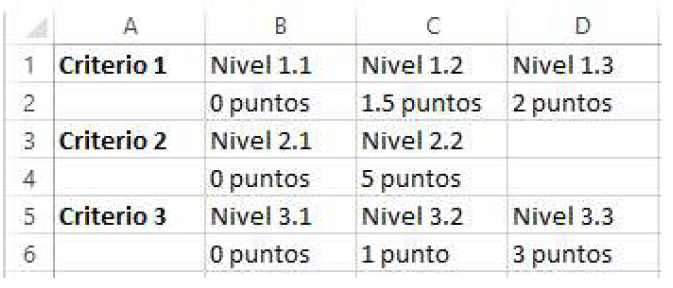 A B C D
1 Criterio 1 Nivel 1.1 Nivel 1.2 Nivel 1.3
2 0 puntos 1.5 puntos 2 puntos
3 Criterio 2 Nivel 2.1 Nivel 2.2
4 0 puntos 5 puntos
5 Criterio 3 Nivel 3.1 Nivel 3.2 Nivel 3.3
6 0 puntos 1 punto 3 puntos